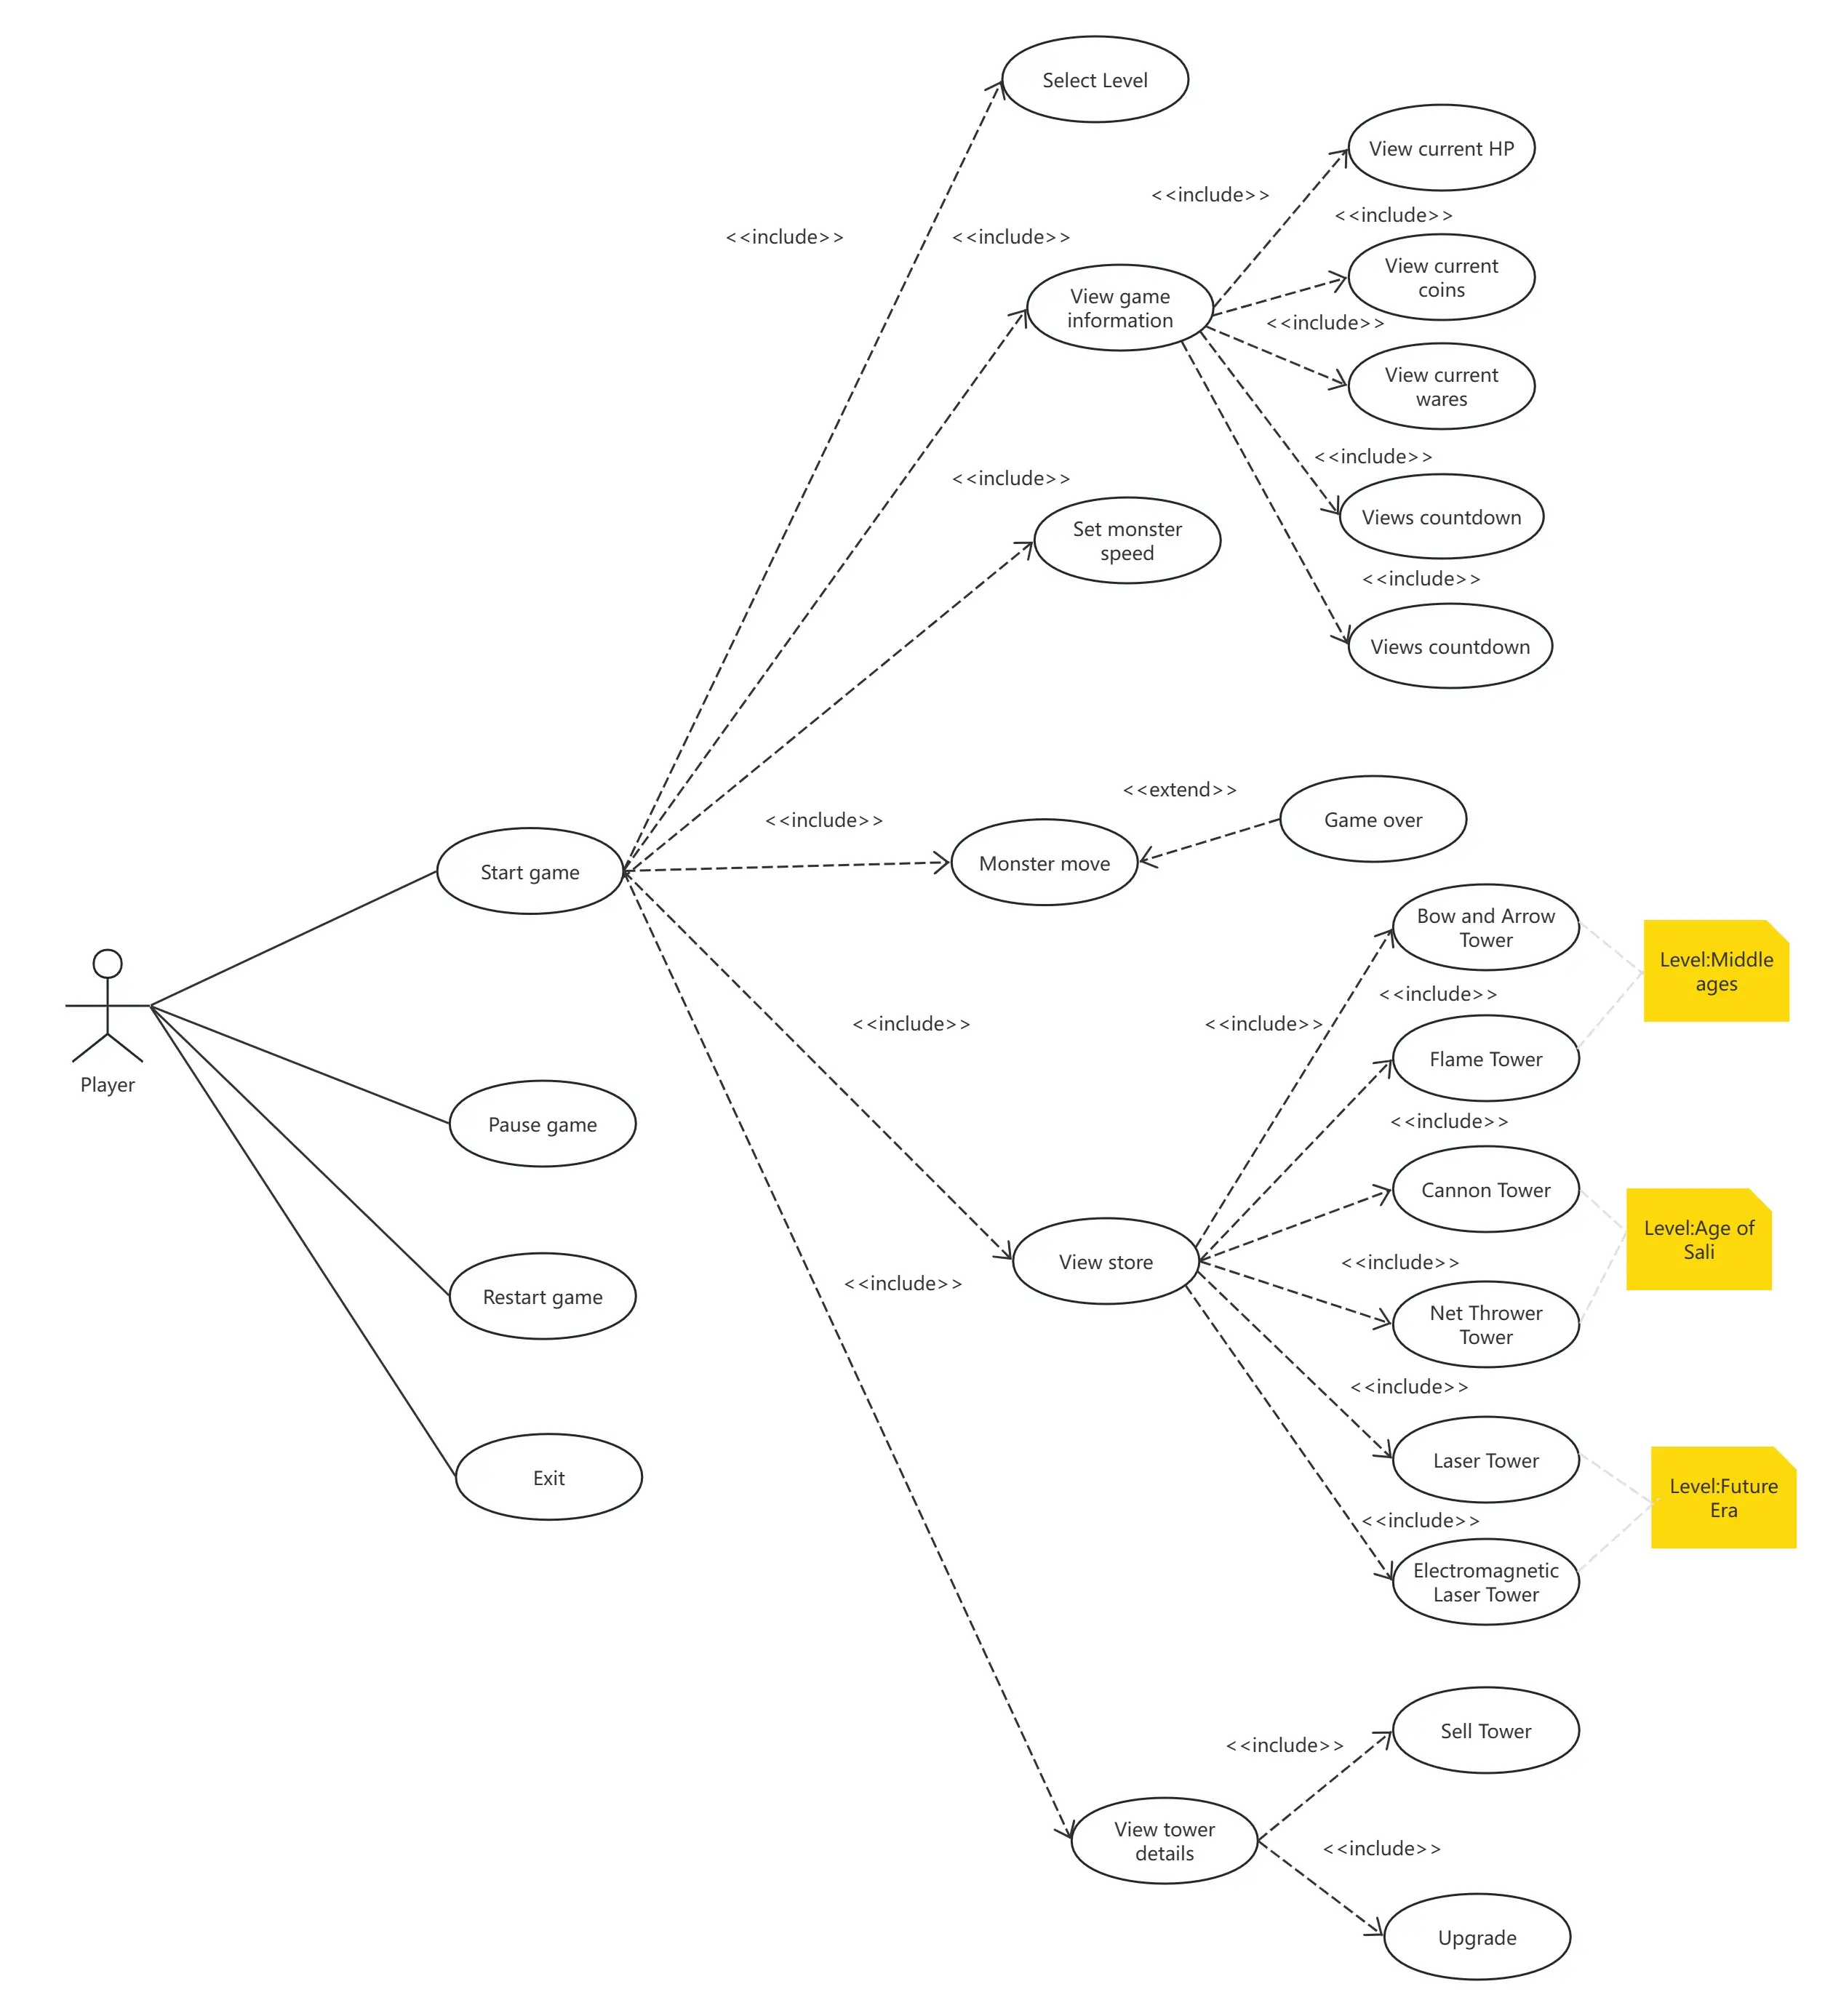 Select Level
View current HP
<<include>>
<<include>>
<<include>>
<<include>>
View current
coins
View game
information
<<include>>
View current
wares
<<include>>
<<include>>
Views countdown
Set monster
speed
<<include>>
Views countdown
<<extend>>
<<include>>
Game over
Monster move
Start game
Bow and Arrow
Tower
Level:Middle
ages
<<include>>
<<include>>
<<include>>
Flame Tower
Player
Pause game
<<include>>
Cannon Tower
Level:Age of
Sali
View store
<<include>>
<<include>>
Restart game
Net Thrower
Tower
<<include>>
Laser Tower
Exit
Level:Future
Era
<<include>>
Electromagnetic
Laser Tower
Sell Tower
<<include>>
View tower
details
<<include>>
Upgrade